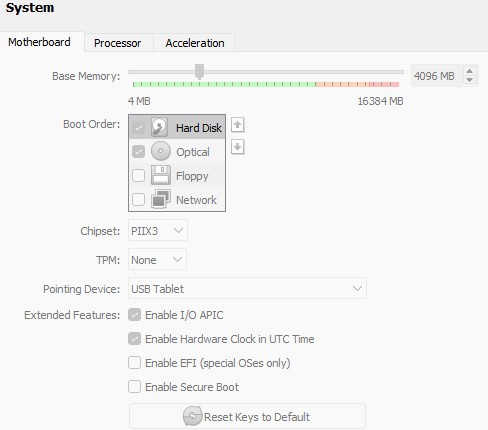 System
Motherboard Processor Acceleration
Base Memory: 4096 MB
4 MB 16384 MB
Boot Order: Hard Disk
Optical
Floppy
Network
Chipset: PIIX3
TPM: None
Pointing Device: USB Tablet
Extended Features: Enable I/O APIC
Enable Hardware Clock in UTC Time
Enable EFI (special OSes only)
Enable Secure Boot
Reset Keys to Default